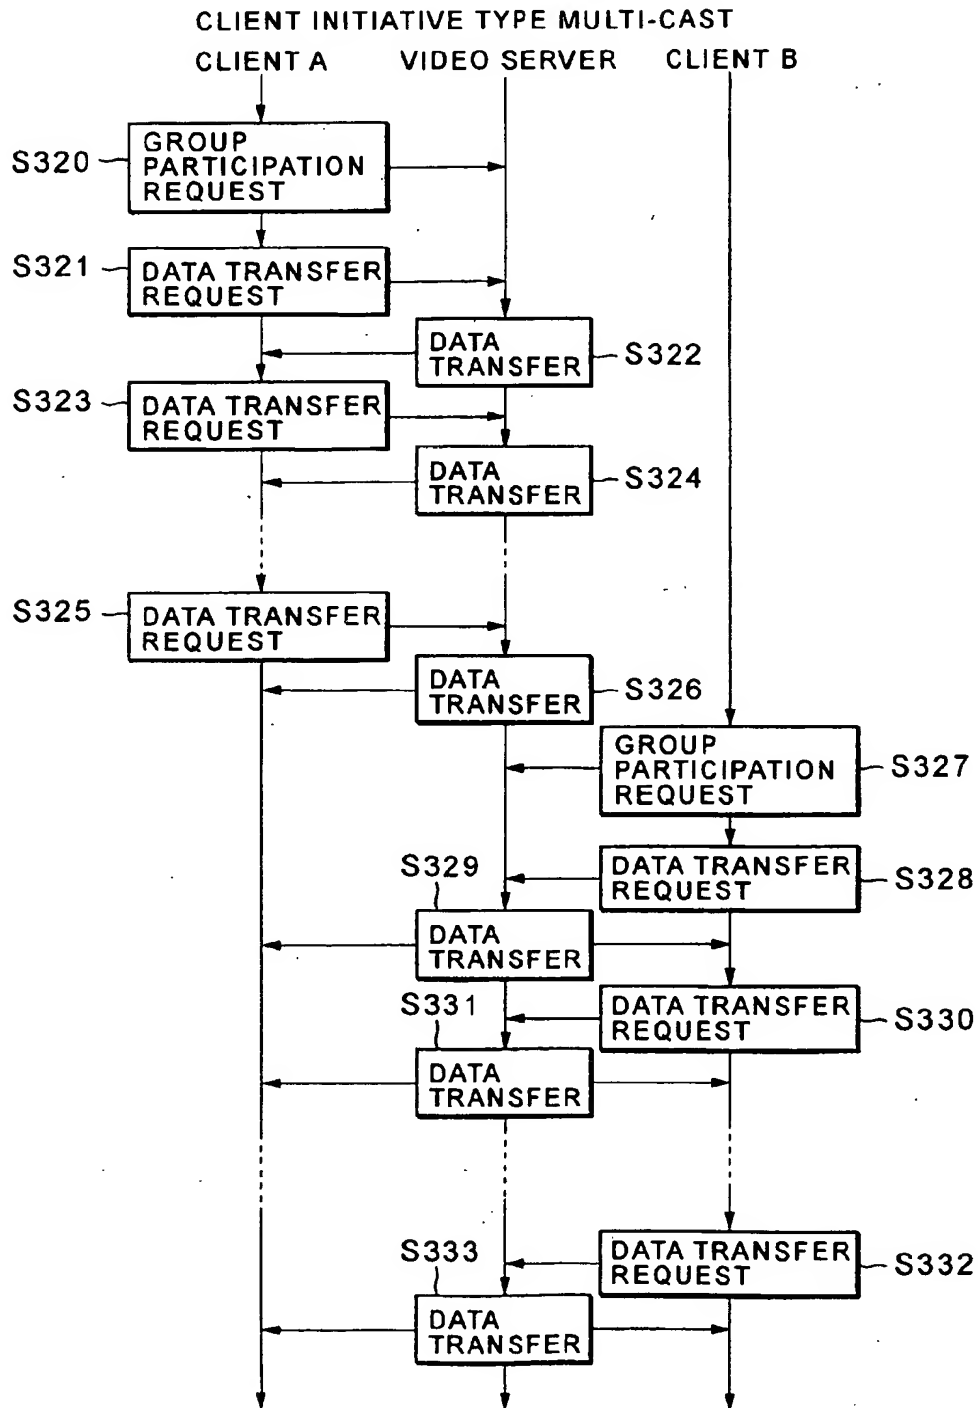 CLIENT INITIATIVE TYPE MULTI-CAST
CLIENT A VIDEO SERVER CLIENT B
S320
GROUP
PARTICIPATION
REQUEST
S321
DATA TRANSFER
REQUEST
DATA
TRANSFER
S322
S323
DATA TRANSFER
REQUEST
DATA
TRANSFER
S324
S325
DATA TRANSFER
REQUEST
DATA
TRANSFER
S326
GROUP
PARTICIPATION
REQUEST
S327
DATA TRANSFER
REQUEST
S328
S329
DATA
TRANSFER
DATA TRANSFER
REQUEST
S330
S331
DATA
TRANSFER
DATA TRANSFER
REQUEST
S332
S333
DATA
TRANSFER